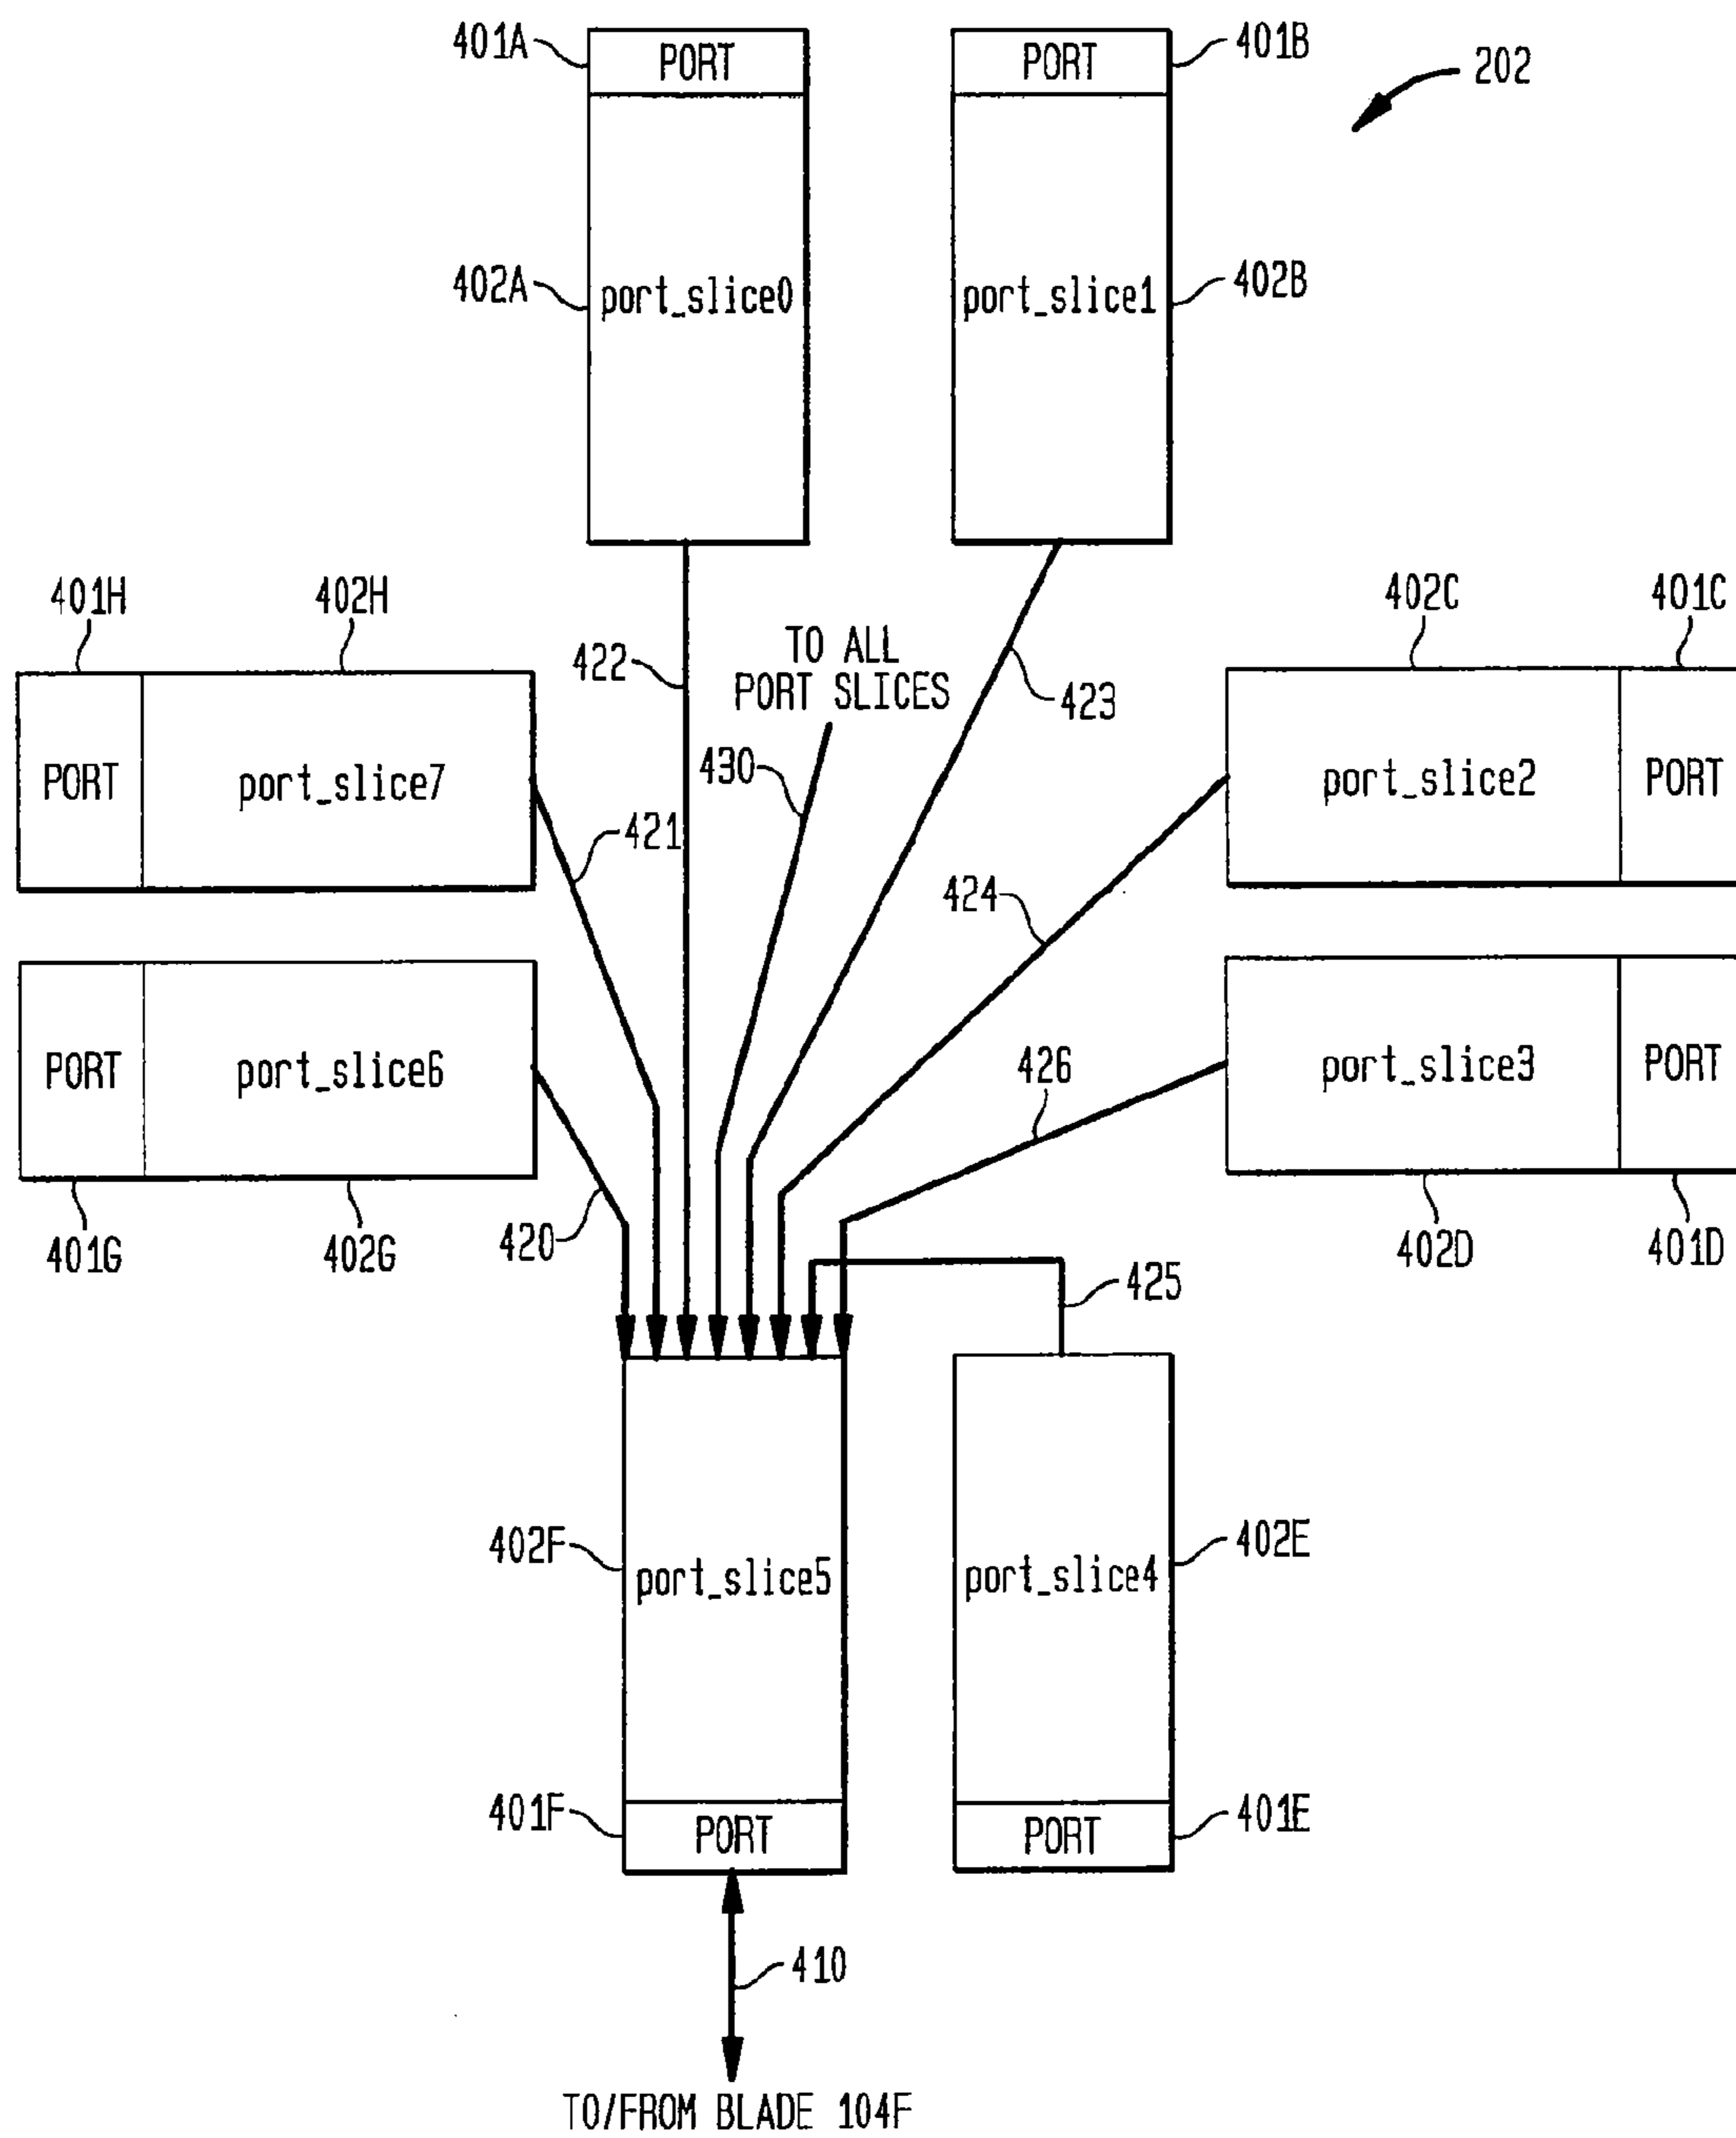 401A
PORT
PORT
401B
202
402A
port_slice0
port_slice1
402B
401H
402H
402C
401C
422
TO ALL
PORT SLICES
423
PORT
port_slice7
430
port_slice2
PORT
421
424
PORT
port_slice6
426
port_slice3
PORT
401G
402G
420
402D
401D
425
402F
port_slice5
port_slice4
402E
401F
PORT
PORT
401E
410
TO/FROM BLADE 104F